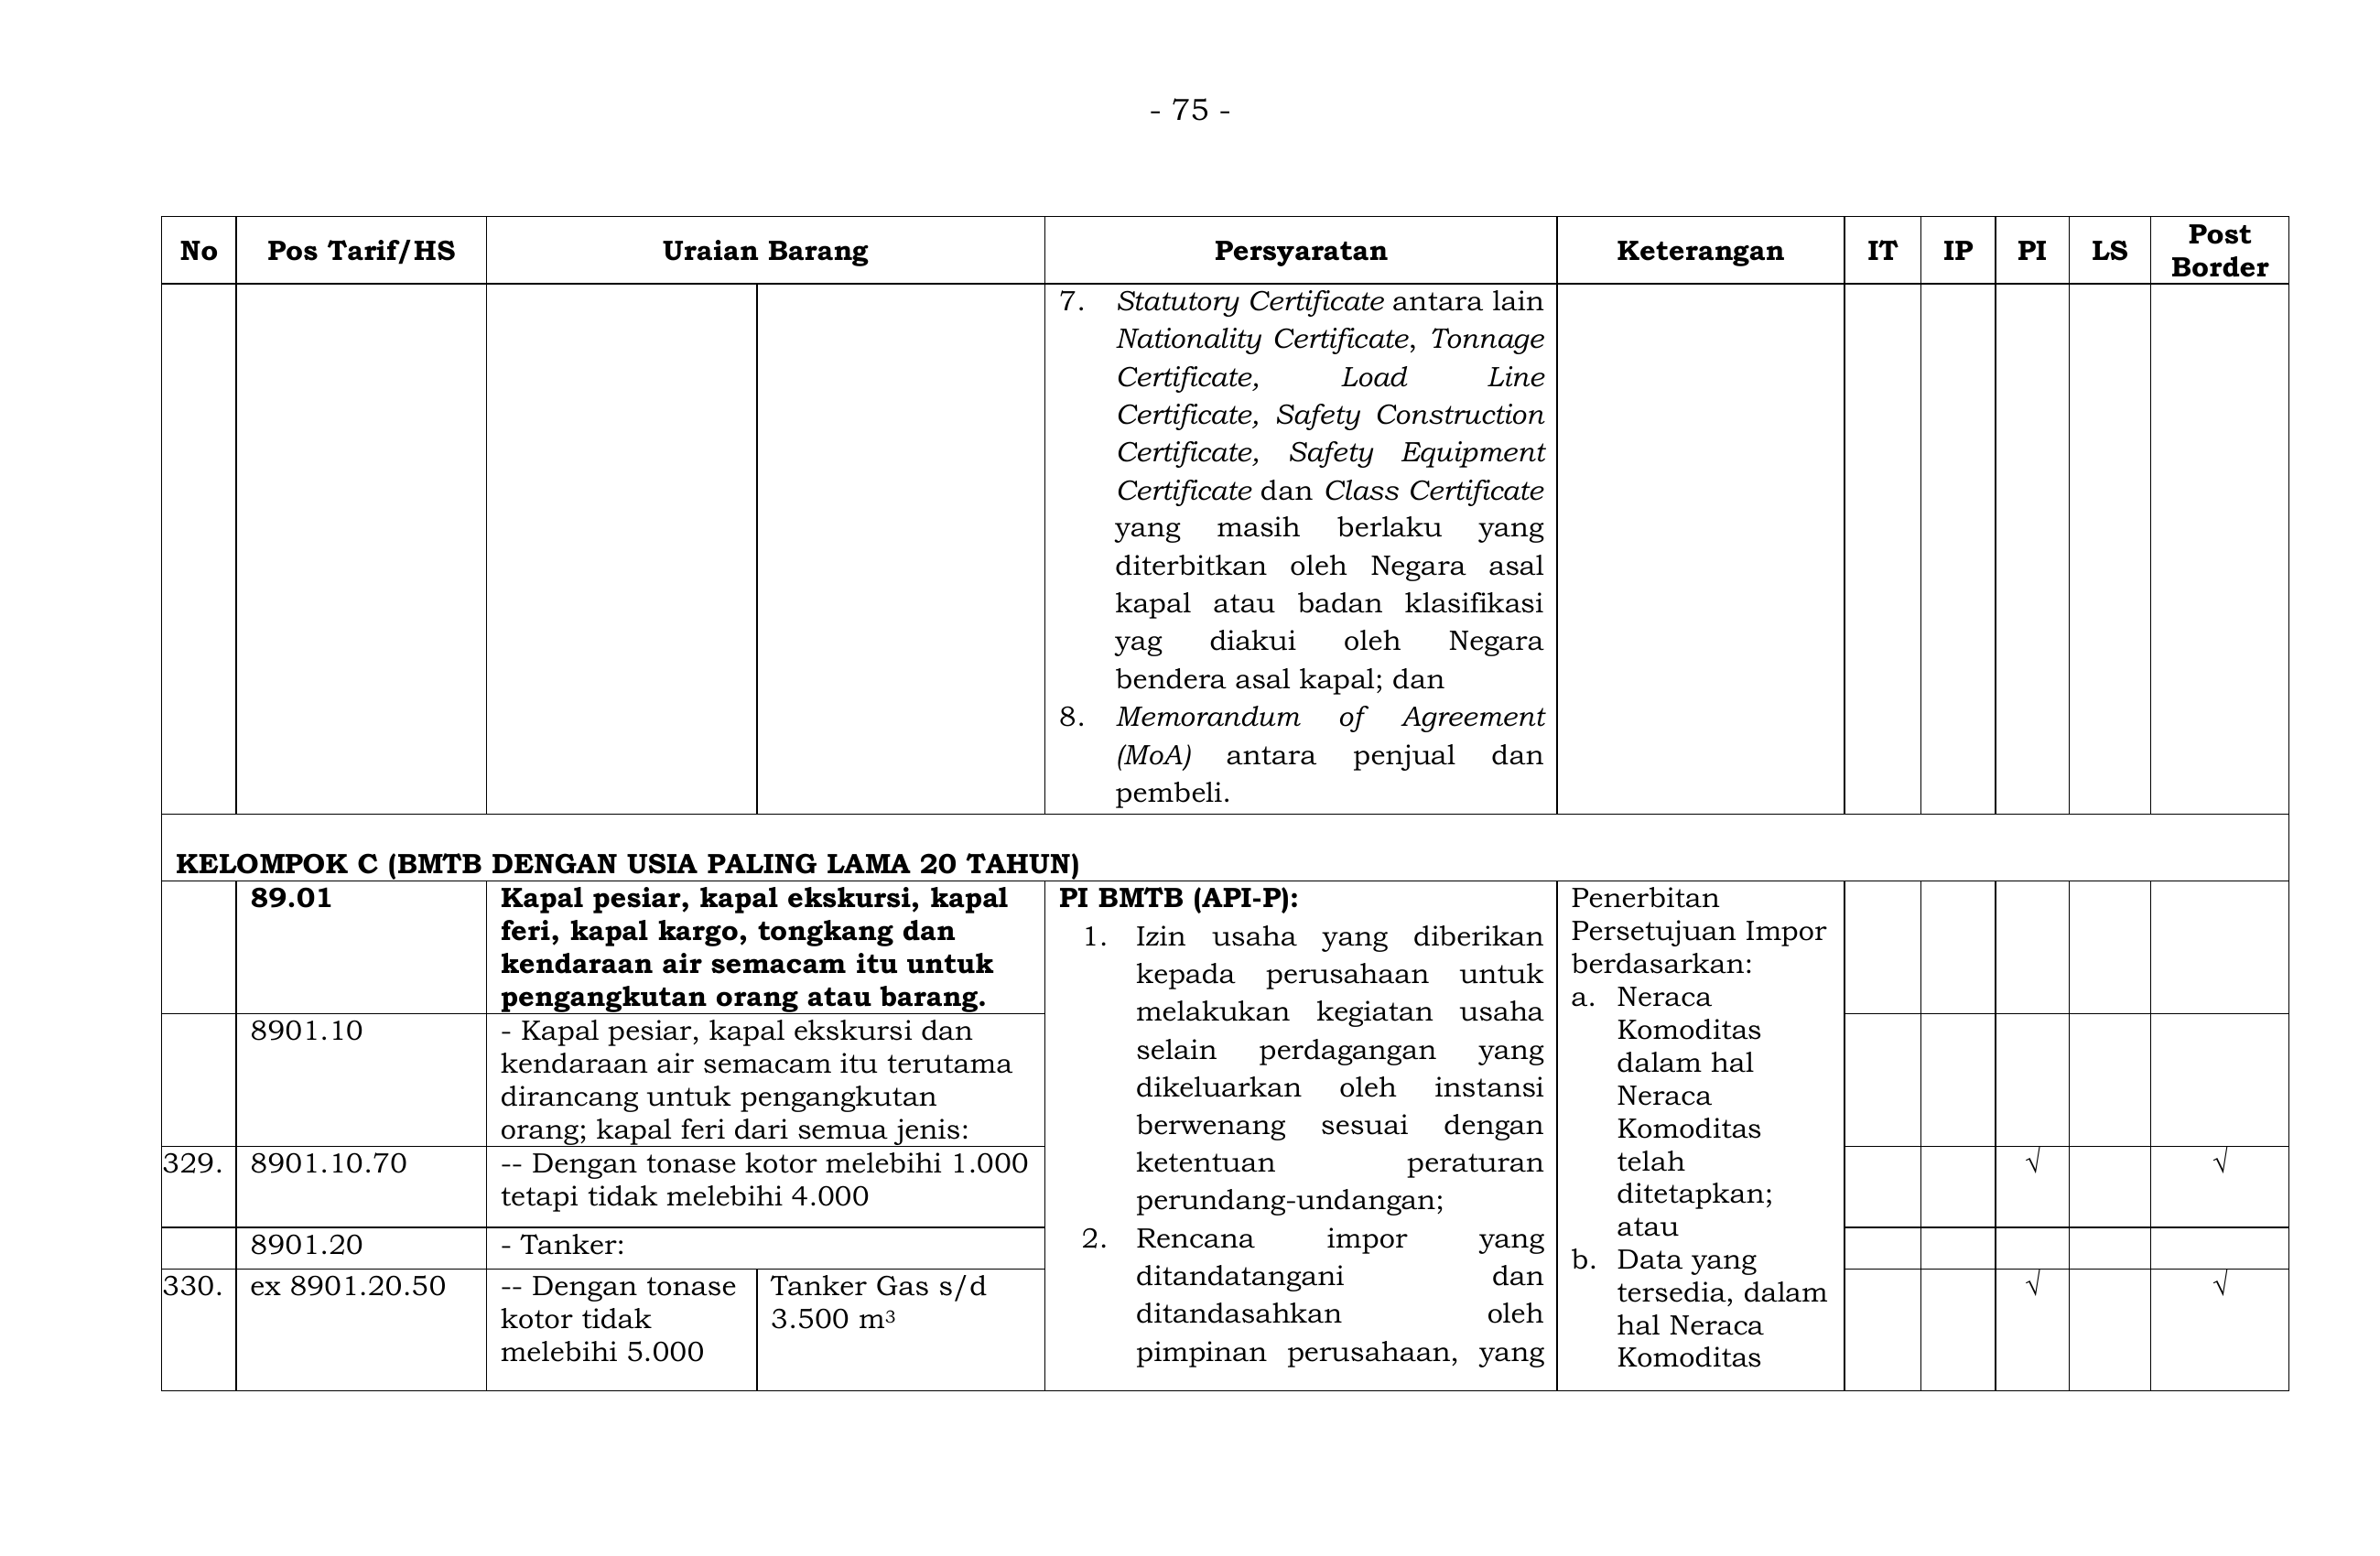 - 75 -
No Pos Tarif/HS Uraian Barang Persyaratan Keterangan IT IP PI LS Post Border
7. Statutory Certificate antara lain
Nationality Certificate, Tonnage
Certificate, Load Line
Certificate, Safety Construction
Certificate, Safety Equipment
Certificate dan Class Certificate
yang masih berlaku yang
diterbitkan oleh Negara asal
kapal atau badan klasifikasi
yag diakui oleh Negara
bendera asal kapal; dan
8. Memorandum of Agreement
(MoA) antara penjual dan
pembeli.
KELOMPOK C (BMTB DENGAN USIA PALING LAMA 20 TAHUN)
89.01
Kapal pesiar, kapal ekskursi, kapal
feri, kapal kargo, tongkang dan
kendaraan air semacam itu untuk
pengangkutan orang atau barang.
8901.10
- Kapal pesiar, kapal ekskursi dan
kendaraan air semacam itu terutama
dirancang untuk pengangkutan
orang; kapal feri dari semua jenis:
329. 8901.10.70
-- Dengan tonase kotor melebihi 1.000
tetapi tidak melebihi 4.000
√ √
8901.20
- Tanker:
330. ex 8901.20.50
-- Dengan tonase
kotor tidak
melebihi 5.000
Tanker Gas s/d
3.500 m³
√ √
PI BMTB (API-P):
1. Izin usaha yang diberikan
kepada perusahaan untuk
melakukan kegiatan usaha
selain perdagangan yang
dikeluarkan oleh instansi
berwenang sesuai dengan
ketentuan peraturan
perundang-undangan;
2. Rencana impor yang
ditandatangani dan
ditandasahkan oleh
pimpinan perusahaan, yang
Penerbitan
Persetujuan Impor
berdasarkan:
a. Neraca
Komoditas
dalam hal
Neraca
Komoditas
telah
ditetapkan;
atau
b. Data yang
tersedia, dalam
hal Neraca
Komoditas